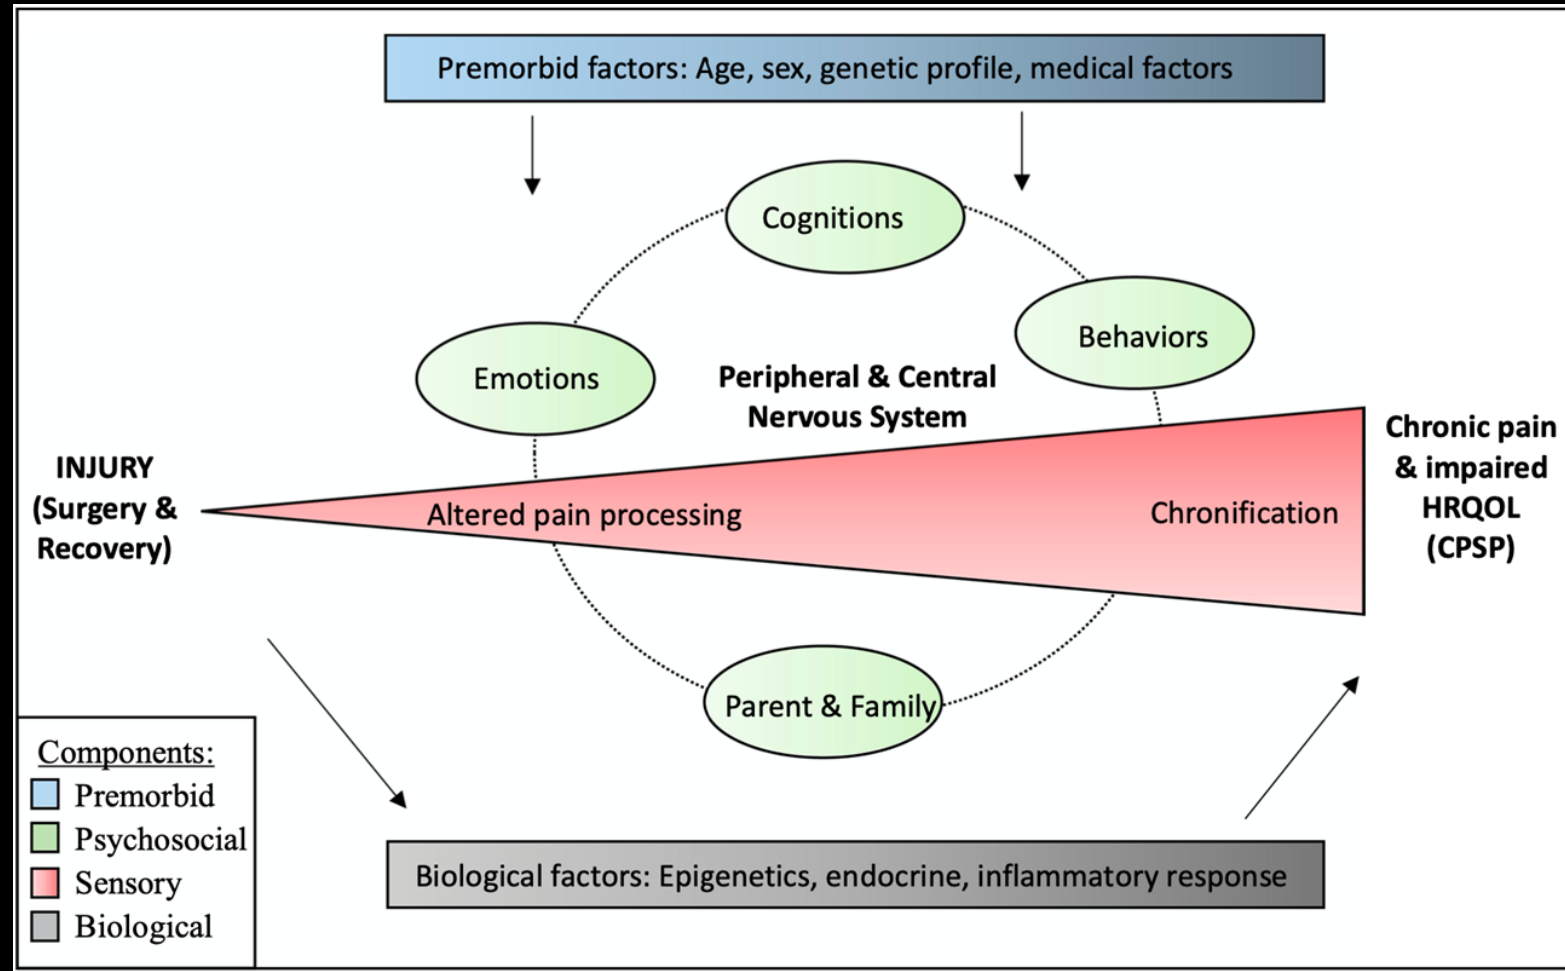 Premorbid factors: Age, sex, genetic profile, medical factors
Cognitions
Behaviors
Emotions
Peripheral & Central
Nervous System
INJURY
(Surgery &
Recovery)
Altered pain processing
Chronification
Chronic pain
& impaired
HRQOL
(CPSP)
Parent & Family
Components:
Premorbid
Psychosocial
Sensory
Biological
Biological factors: Epigenetics, endocrine, inflammatory response